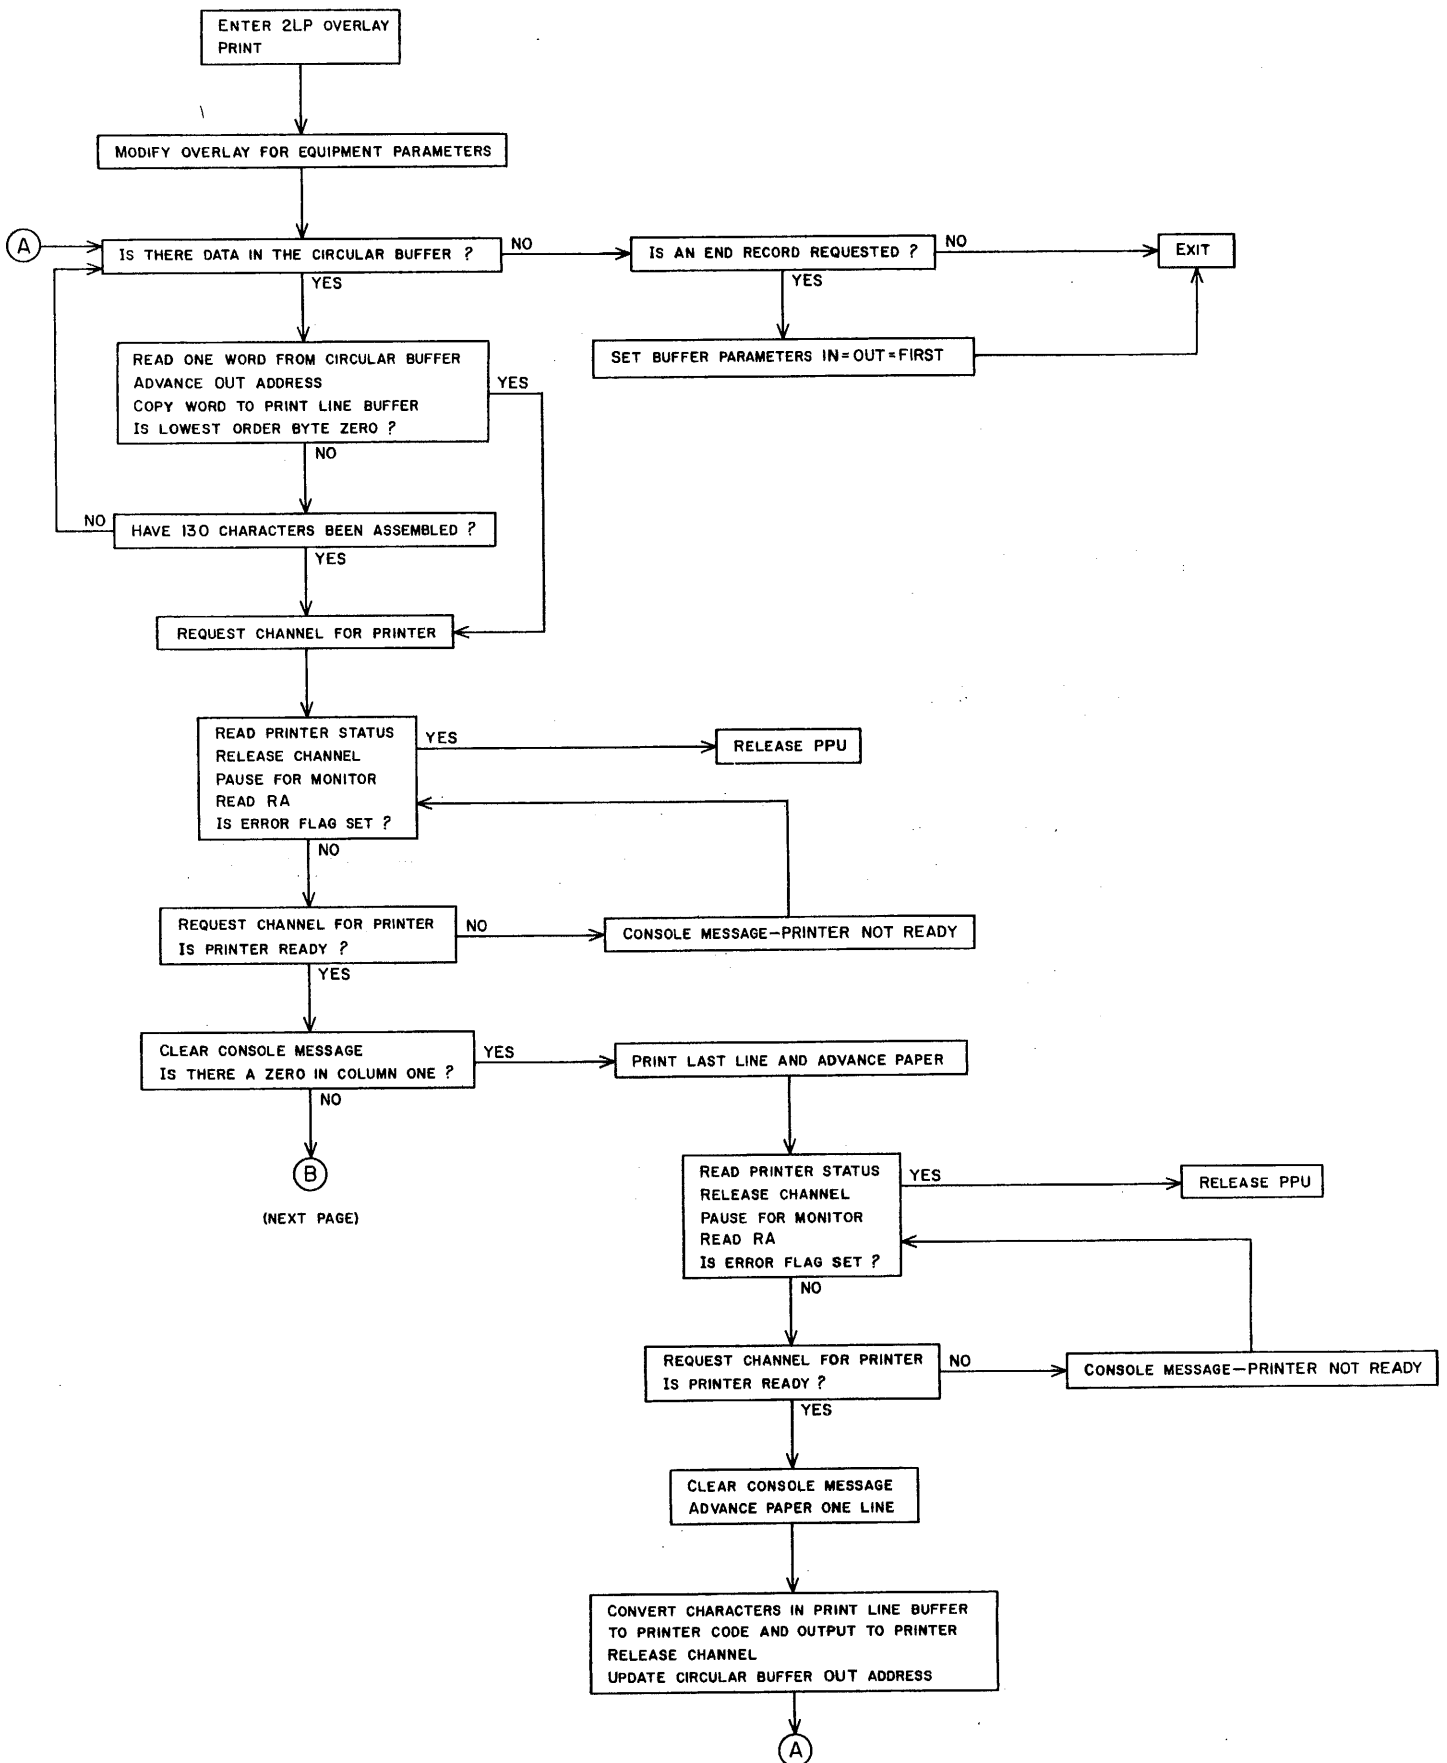 ENTER 2LP OVERLAY
PRINT
MODIFY OVERLAY FOR EQUIPMENT PARAMETERS
A
IS THERE DATA IN THE CIRCULAR BUFFER ?
NO
IS AN END RECORD REQUESTED ?
NO
EXIT
YES
YES
READ ONE WORD FROM CIRCULAR BUFFER
ADVANCE OUT ADDRESS
COPY WORD TO PRINT LINE BUFFER
IS LOWEST ORDER BYTE ZERO ?
YES
SET BUFFER PARAMETERS IN=OUT=FIRST
NO
NO
HAVE 130 CHARACTERS BEEN ASSEMBLED ?
YES
REQUEST CHANNEL FOR PRINTER
READ PRINTER STATUS
RELEASE CHANNEL
PAUSE FOR MONITOR
READ RA
IS ERROR FLAG SET ?
YES
RELEASE PPU
NO
REQUEST CHANNEL FOR PRINTER
IS PRINTER READY ?
NO
CONSOLE MESSAGE-PRINTER NOT READY
YES
CLEAR CONSOLE MESSAGE
IS THERE A ZERO IN COLUMN ONE ?
YES
PRINT LAST LINE AND ADVANCE PAPER
NO
B
(NEXT PAGE)
READ PRINTER STATUS
RELEASE CHANNEL
PAUSE FOR MONITOR
READ RA
IS ERROR FLAG SET ?
YES
RELEASE PPU
NO
REQUEST CHANNEL FOR PRINTER
IS PRINTER READY ?
NO
CONSOLE MESSAGE-PRINTER NOT READY
YES
CLEAR CONSOLE MESSAGE
ADVANCE PAPER ONE LINE
CONVERT CHARACTERS IN PRINT LINE BUFFER
TO PRINTER CODE AND OUTPUT TO PRINTER
RELEASE CHANNEL
UPDATE CIRCULAR BUFFER OUT ADDRESS
A